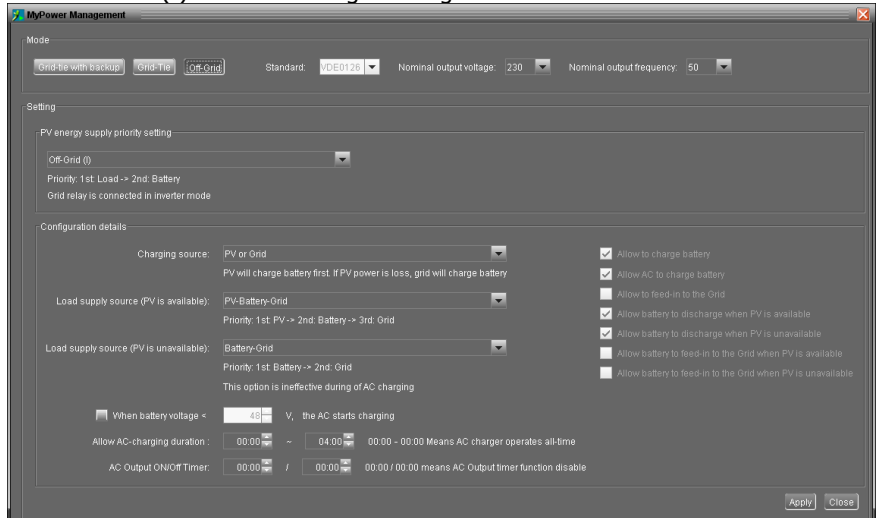 MyPower Management
Mode
Grid-tie with backup Grid-Tie Off-Grid Standard: VDE0126 Nominal output voltage: 230 Nominal output frequency: 50
Setting
PV energy supply priority setting
Off-Grid (I)
Priority: 1st: Load -> 2nd: Battery
Grid relay is connected in inverter mode
Configuration details
Charging source: PV or Grid
PV will charge battery first. If PV power is loss, grid will charge battery
Load supply source (PV is available): PV-Battery-Grid
Priority: 1st: PV -> 2nd: Battery -> 3rd: Grid
Load supply source (PV is unavailable): Battery-Grid
Priority: 1st: Battery -> 2nd: Grid
This option is ineffective during of AC charging
When battery voltage < 48 V, the AC starts charging
Allow AC-charging duration : 00:00 ~ 04:00 00:00 - 00:00 Means AC charger operates all-time
AC Output ON/Off Timer: 00:00 / 00:00 00:00 / 00:00 means AC Output timer function disable
Allow to charge battery
Allow AC to charge battery
Allow to feed-in to the Grid
Allow battery to discharge when PV is available
Allow battery to discharge when PV is unavailable
Allow battery to feed-in to the Grid when PV is available
Allow battery to feed-in to the Grid when PV is unavailable
Apply Close